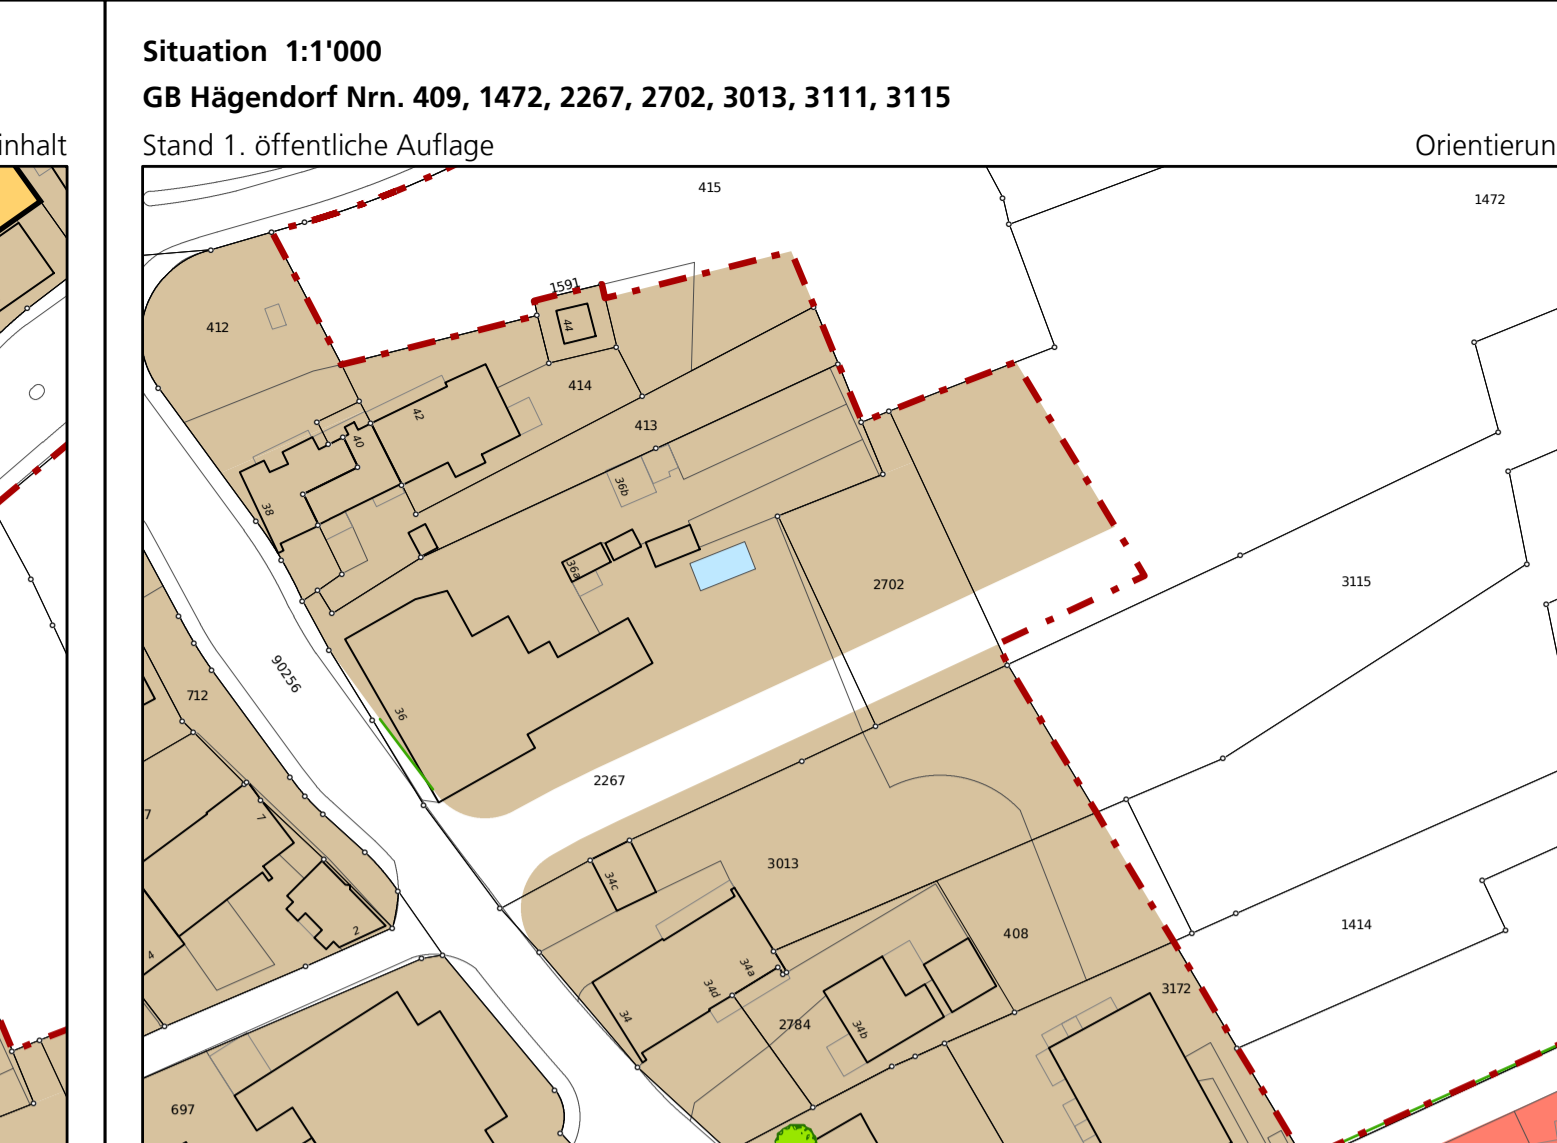 Situation 1:1'000
GB Hägendorf Nrn. 409, 1472, 2267, 2702, 3013, 3111, 3115
inhalt
Stand 1. öffentliche Auflage
Orientierun
415
1472
1591
412
44
414
42
413
40
36b
38
36a
3115
2702
90256
712
36
2267
7
7
3013
34c
408
1414
2
4
34a
34d
3172
34
2784
34b
697